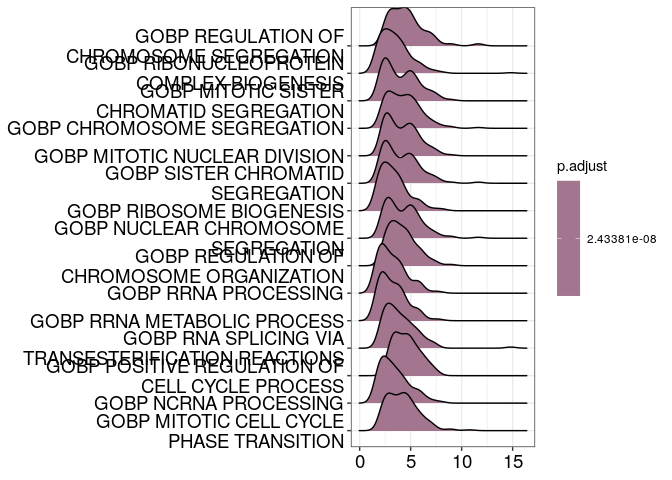 GOBP REGULATION OF
CHROMOSOME SEGREGATION
GOBP RIBONUCLEOPROTEIN
COMPLEX BIOGENESIS
GOBP MITOTIC SISTER
CHROMATID SEGREGATION
GOBP CHROMOSOME SEGREGATION
GOBP MITOTIC NUCLEAR DIVISION
GOBP SISTER CHROMATID
SEGREGATION
GOBP RIBOSOME BIOGENESIS
GOBP NUCLEAR CHROMOSOME
SEGREGATION
GOBP REGULATION OF
CHROMOSOME ORGANIZATION
GOBP RRNA PROCESSING
GOBP RRNA METABOLIC PROCESS
GOBP RNA SPLICING VIA
TRANSESTERIFICATION REACTIONS
GOBP POSITIVE REGULATION OF
CELL CYCLE PROCESS
GOBP NCRNA PROCESSING
GOBP MITOTIC CELL CYCLE
PHASE TRANSITION
0 5 10 15
p.adjust
2.43381e-08